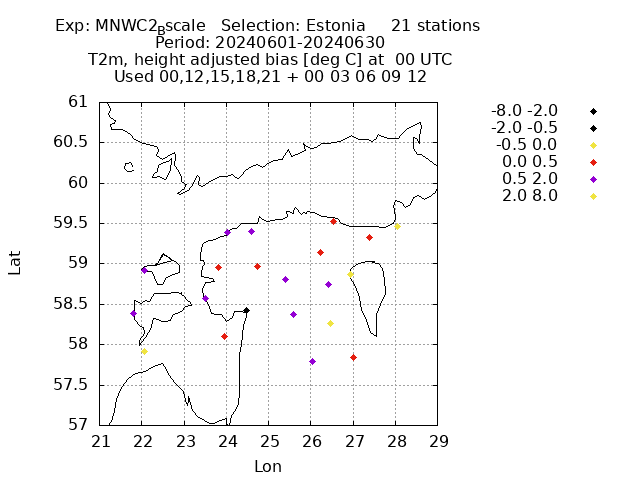 Exp: MNWC2Bscale Selection: Estonia 21 stations
Period: 20240601-20240630
T2m, height adjusted bias [deg C] at 00 UTC
Used 00,12,15,18,21 + 00 03 06 09 12
61
60.5
60
59.5
59
58.5
58
57.5
57
21 22 23 24 25 26 27 28 29
Lat
Lon
-8.0 -2.0
-2.0 -0.5
-0.5 0.0
0.0 0.5
0.5 2.0
2.0 8.0